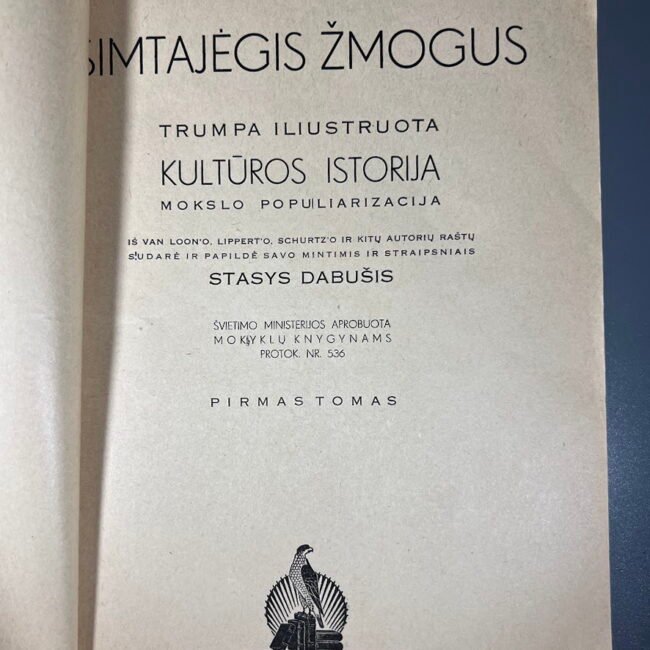 ŠIMTAJĖGIS ŽMOGUS
TRUMPA ILIUSTRUOTA
KULTŪROS ISTORIJA
MOKSLO POPULIARIZACIJA
IŠ VAN LOON'O, LIPPERT'O, SCHURTZ'O IR KITŲ AUTORIŲ RAŠTŲ
SUDARĖ IR PAPILDĖ SAVO MINTIMIS IR STRAIPSNIAIS
STASYS DABUŠIS
ŠVIETIMO MINISTERIJOS APROBUOTA
MOKYKLŲ KNYGYNAMS
PROTOK. NR. 536
PIRMAS TOMAS